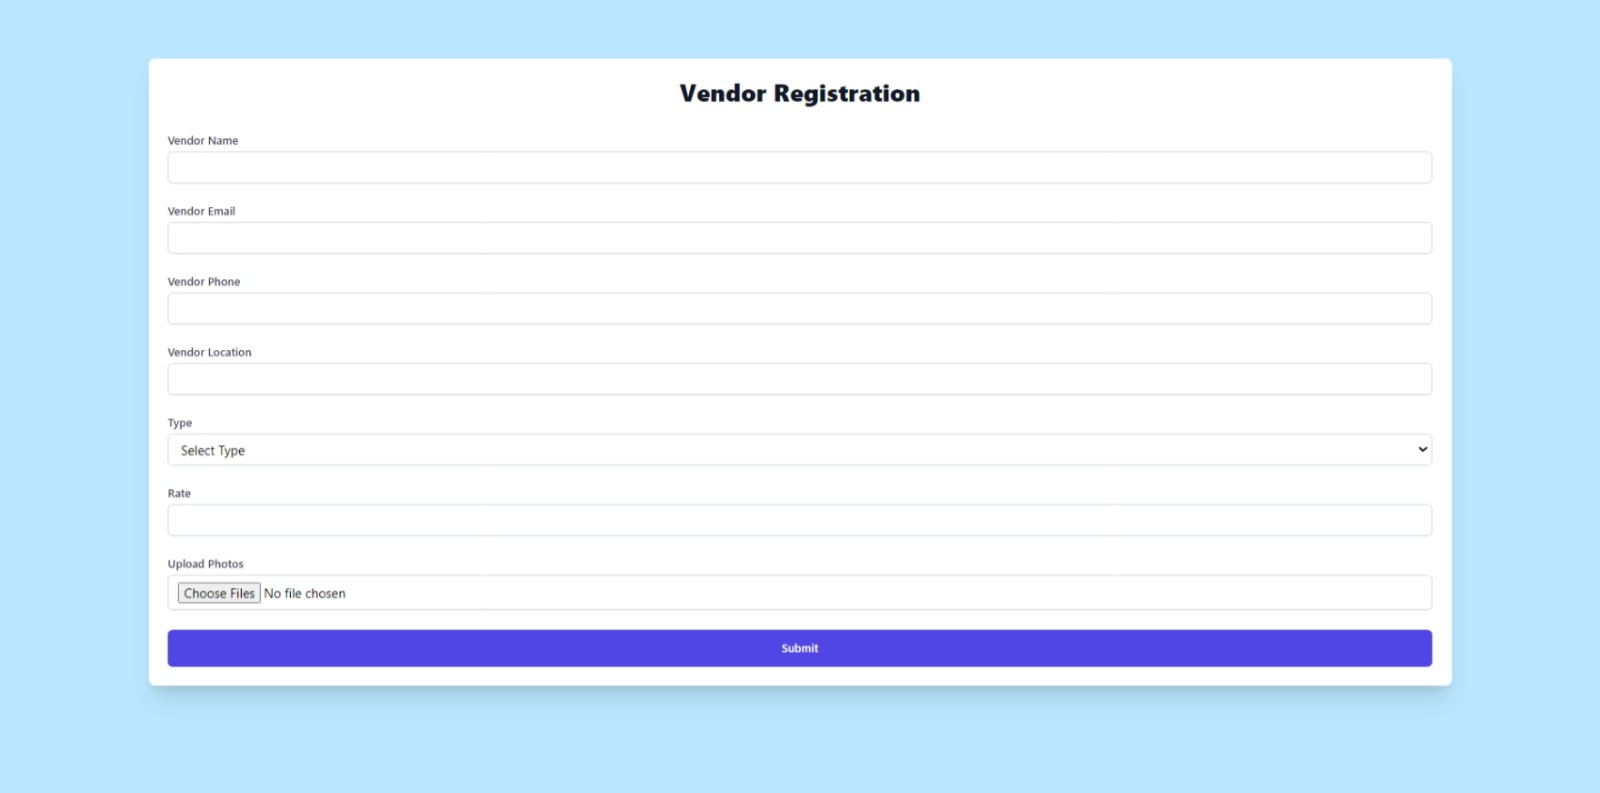 Vendor Registration
Vendor Name
Vendor Email
Vendor Phone
Vendor Location
Type
Select Type
Rate
Upload Photos
Choose Files No file chosen
Submit